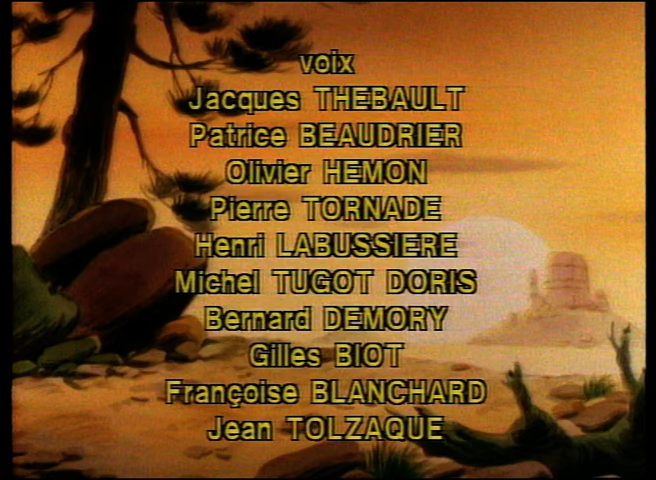 voix
Jacques THEBAULT
Patrice BEAUDRIER
Olivier HEMON
Pierre TORNADE
Henri LABUSSIERE
Michel TUGOT DORIS
Bernard DEMORY
Gilles BIOT
Françoise BLANCHARD
Jean TOLZAQUE